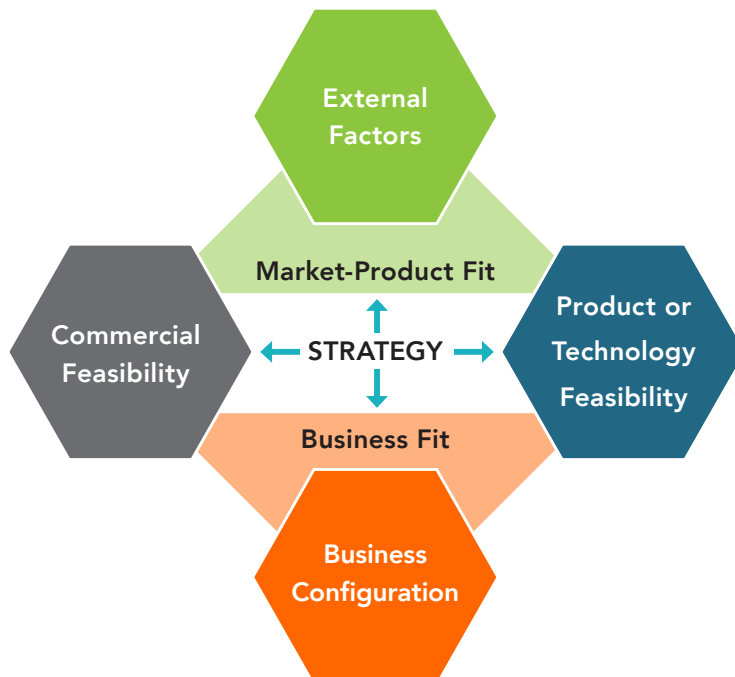 External
Factors
Market-Product Fit
Commercial
Feasibility
STRATEGY
Product or
Technology
Feasibility
Business Fit
Business
Configuration